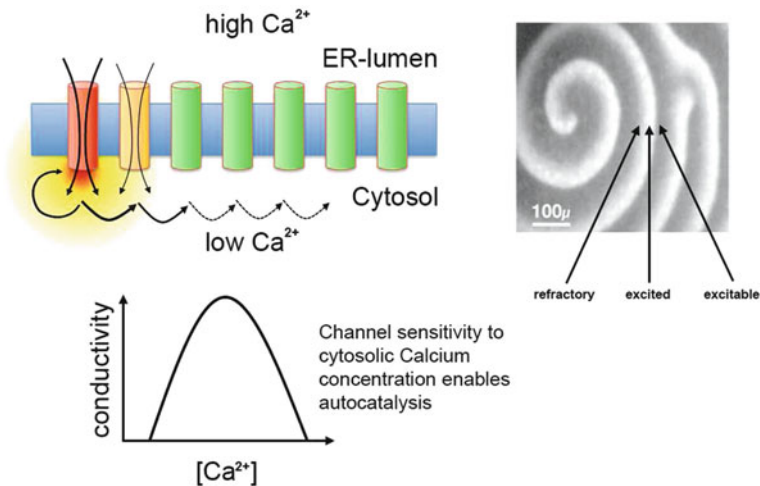 high Ca²⁺
ER-lumen
Cytosol
low Ca²⁺
100μ
refractory excited excitable
conductivity
[Ca²⁺]
Channel sensitivity to
cytosolic Calcium
concentration enables
autocatalysis